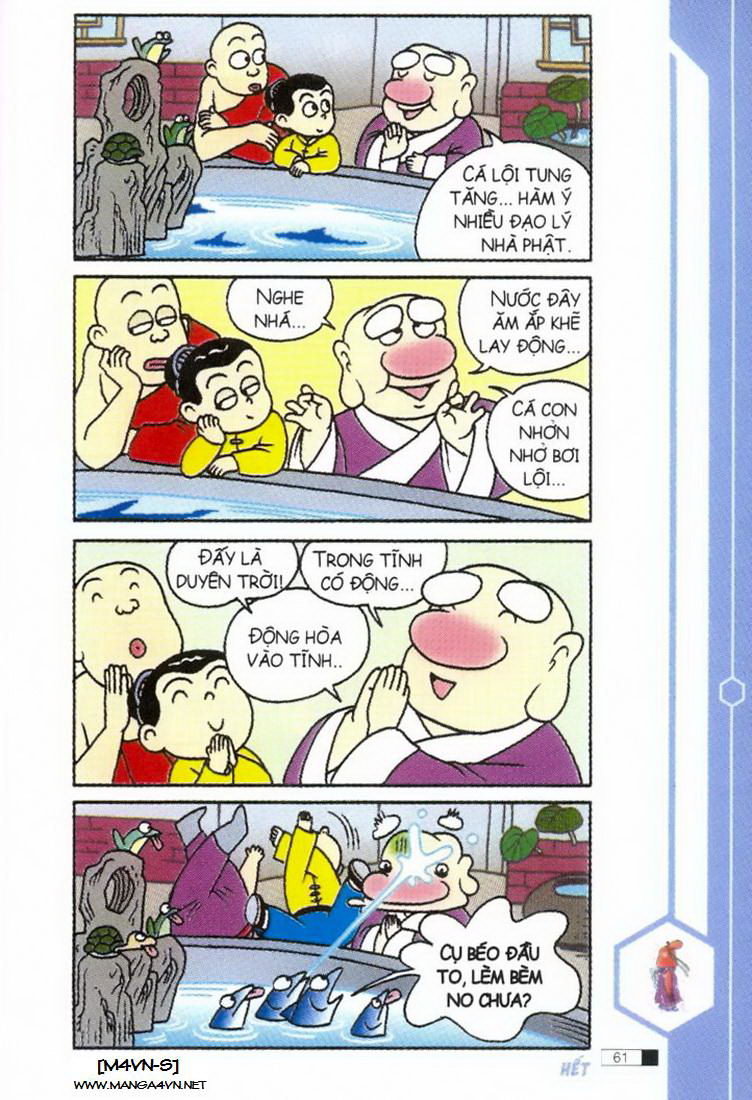 CÁ LỘI TUNG
TĂNG... HÀM Ý
NHIỀU ĐẠO LÝ
NHÀ PHẬT.
NGHE
NHÁ...
NƯỚC ĐÂY
ĂM ẮP KHẼ
LAY ĐỘNG...
CÁ CON
NHỞN
NHỞ BƠI
LỘI...
ĐẤY LÀ
DUYÊN TRỜI!
TRONG TĨNH
CÓ ĐỘNG...
ĐỘNG HÒA
VÀO TĨNH..
CỤ BÉO ĐẦU
TO, LÈM BÈM
NO CHƯA?
HẾT
61
[M4VN-S]
WWW.MANGA4VN.NET